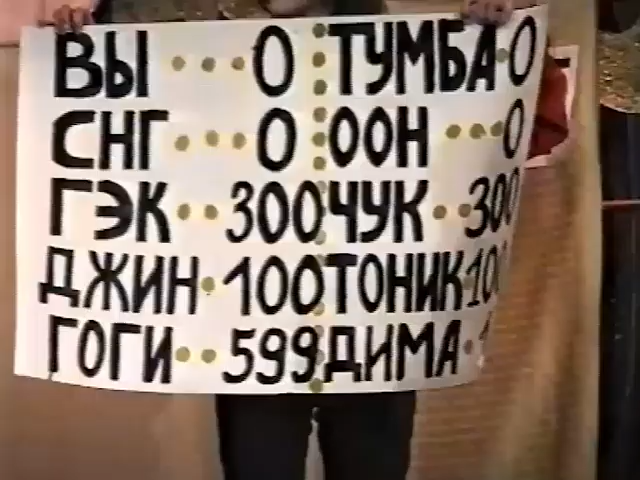 ВЫ ··· 0 ТУМБА · 0
СНГ ··· 0 ООН ··· 0
ГЭК ·· 300 ЧУК ·· 300
ДЖИН · 100 ТОНИК 100
ГОГИ ·· 599 ДИМА ·